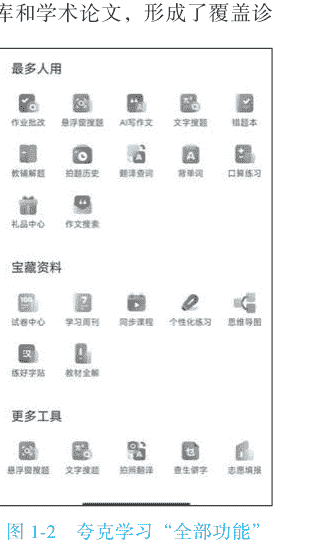 库和学术论文，形成了覆盖诊
最多人用
作业批改 悬浮窗搜题 AI写作文 文字搜题 错题本
教辅解题 拍题历史 翻译查词 背单词 口算练习
礼品中心 作文搜索
宝藏资料
试卷中心 学习周刊 同步课程 个性化练习 思维导图
练好字贴 教材全解
更多工具
悬浮窗搜题 文字搜题 拍照翻译 查生僻字 志愿填报
图 1-2 夸克学习“全部功能”